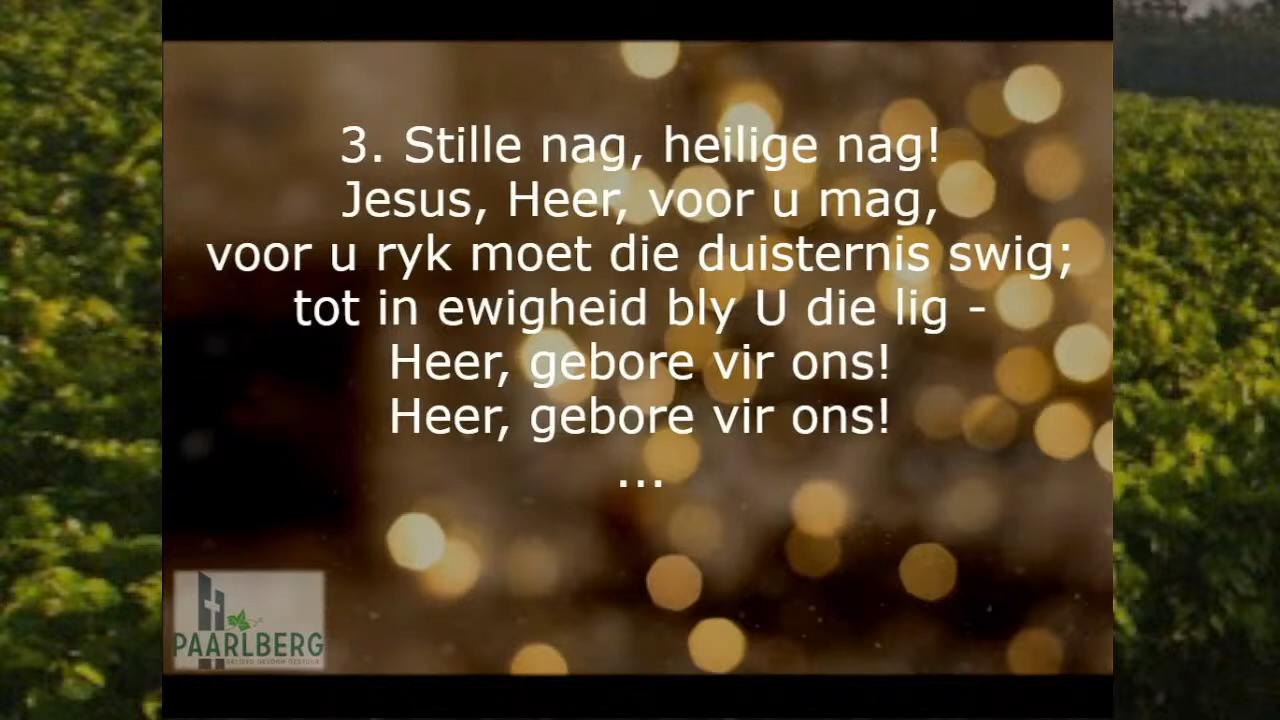 3. Stille nag, heilige nag!
Jesus, Heer, voor u mag,
voor u ryk moet die duisternis swig;
tot in ewigheid bly U die lig -
Heer, gebore vir ons!
Heer, gebore vir ons!
...
PAARLBERG